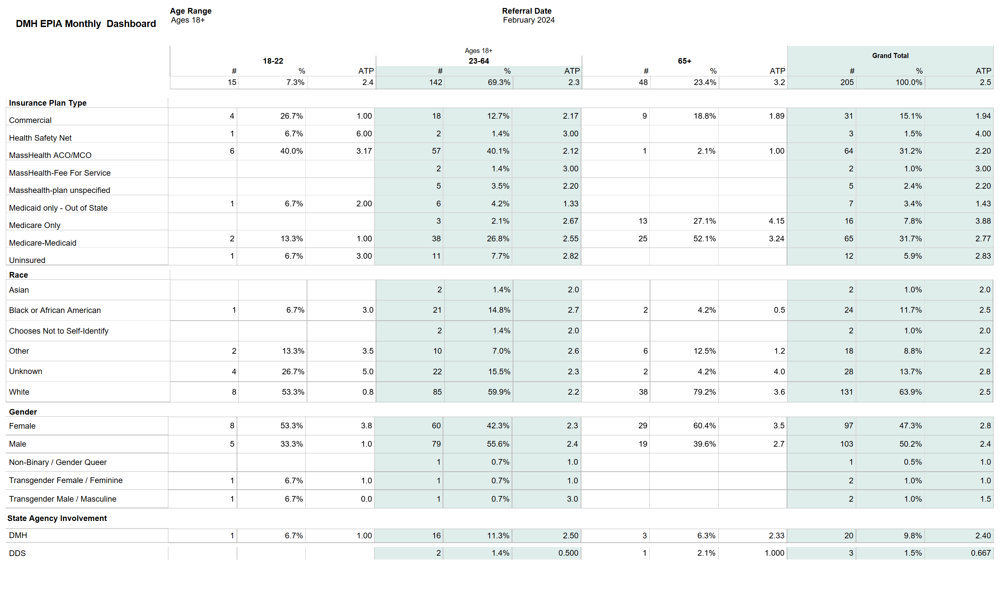 DMH EPIA Monthly  Dashboard
Age Range
Ages 18+
Referral Date
February 2024
Ages 18+
18-22 23-64 65+ Grand Total
# % ATP # % ATP # % ATP # % ATP
15 7.3% 2.4 142 69.3% 2.3 48 23.4% 3.2 205 100.0% 2.5
Insurance Plan Type
Commercial 4 26.7% 1.00 18 12.7% 2.17 9 18.8% 1.89 31 15.1% 1.94
Health Safety Net 1 6.7% 6.00 2 1.4% 3.00 3 1.5% 4.00
MassHealth ACO/MCO 6 40.0% 3.17 57 40.1% 2.12 1 2.1% 1.00 64 31.2% 2.20
MassHealth-Fee For Service 2 1.4% 3.00 2 1.0% 3.00
Masshealth-plan unspecified 5 3.5% 2.20 5 2.4% 2.20
Medicaid only - Out of State 1 6.7% 2.00 6 4.2% 1.33 7 3.4% 1.43
Medicare Only 3 2.1% 2.67 13 27.1% 4.15 16 7.8% 3.88
Medicare-Medicaid 2 13.3% 1.00 38 26.8% 2.55 25 52.1% 3.24 65 31.7% 2.77
Uninsured 1 6.7% 3.00 11 7.7% 2.82 12 5.9% 2.83
Race
Asian 2 1.4% 2.0 2 1.0% 2.0
Black or African American 1 6.7% 3.0 21 14.8% 2.7 2 4.2% 0.5 24 11.7% 2.5
Chooses Not to Self-Identify 2 1.4% 2.0 2 1.0% 2.0
Other 2 13.3% 3.5 10 7.0% 2.6 6 12.5% 1.2 18 8.8% 2.2
Unknown 4 26.7% 5.0 22 15.5% 2.3 2 4.2% 4.0 28 13.7% 2.8
White 8 53.3% 0.8 85 59.9% 2.2 38 79.2% 3.6 131 63.9% 2.5
Gender
Female 8 53.3% 3.8 60 42.3% 2.3 29 60.4% 3.5 97 47.3% 2.8
Male 5 33.3% 1.0 79 55.6% 2.4 19 39.6% 2.7 103 50.2% 2.4
Non-Binary / Gender Queer 1 0.7% 1.0 1 0.5% 1.0
Transgender Female / Feminine 1 6.7% 1.0 1 0.7% 1.0 2 1.0% 1.0
Transgender Male / Masculine 1 6.7% 0.0 1 0.7% 3.0 2 1.0% 1.5
State Agency Involvement
DMH 1 6.7% 1.00 16 11.3% 2.50 3 6.3% 2.33 20 9.8% 2.40
DDS 2 1.4% 0.500 1 2.1% 1.000 3 1.5% 0.667